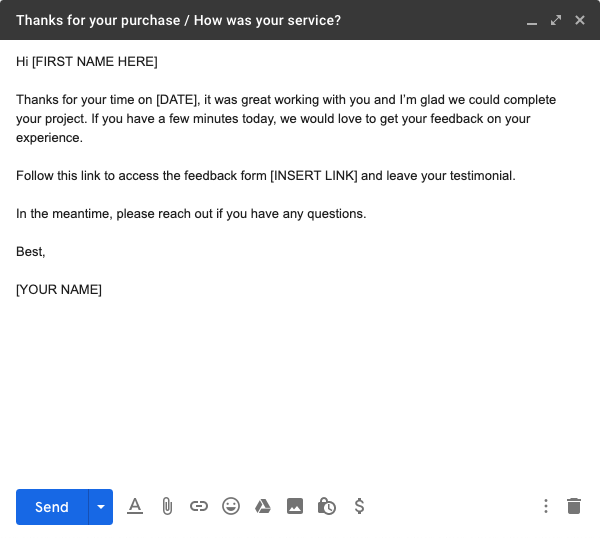 Thanks for your purchase / How was your service?
Hi [FIRST NAME HERE]
Thanks for your time on [DATE], it was great working with you and I’m glad we could complete
your project. If you have a few minutes today, we would love to get your feedback on your
experience.
Follow this link to access the feedback form [INSERT LINK] and leave your testimonial.
In the meantime, please reach out if you have any questions.
Best,
[YOUR NAME]
Send